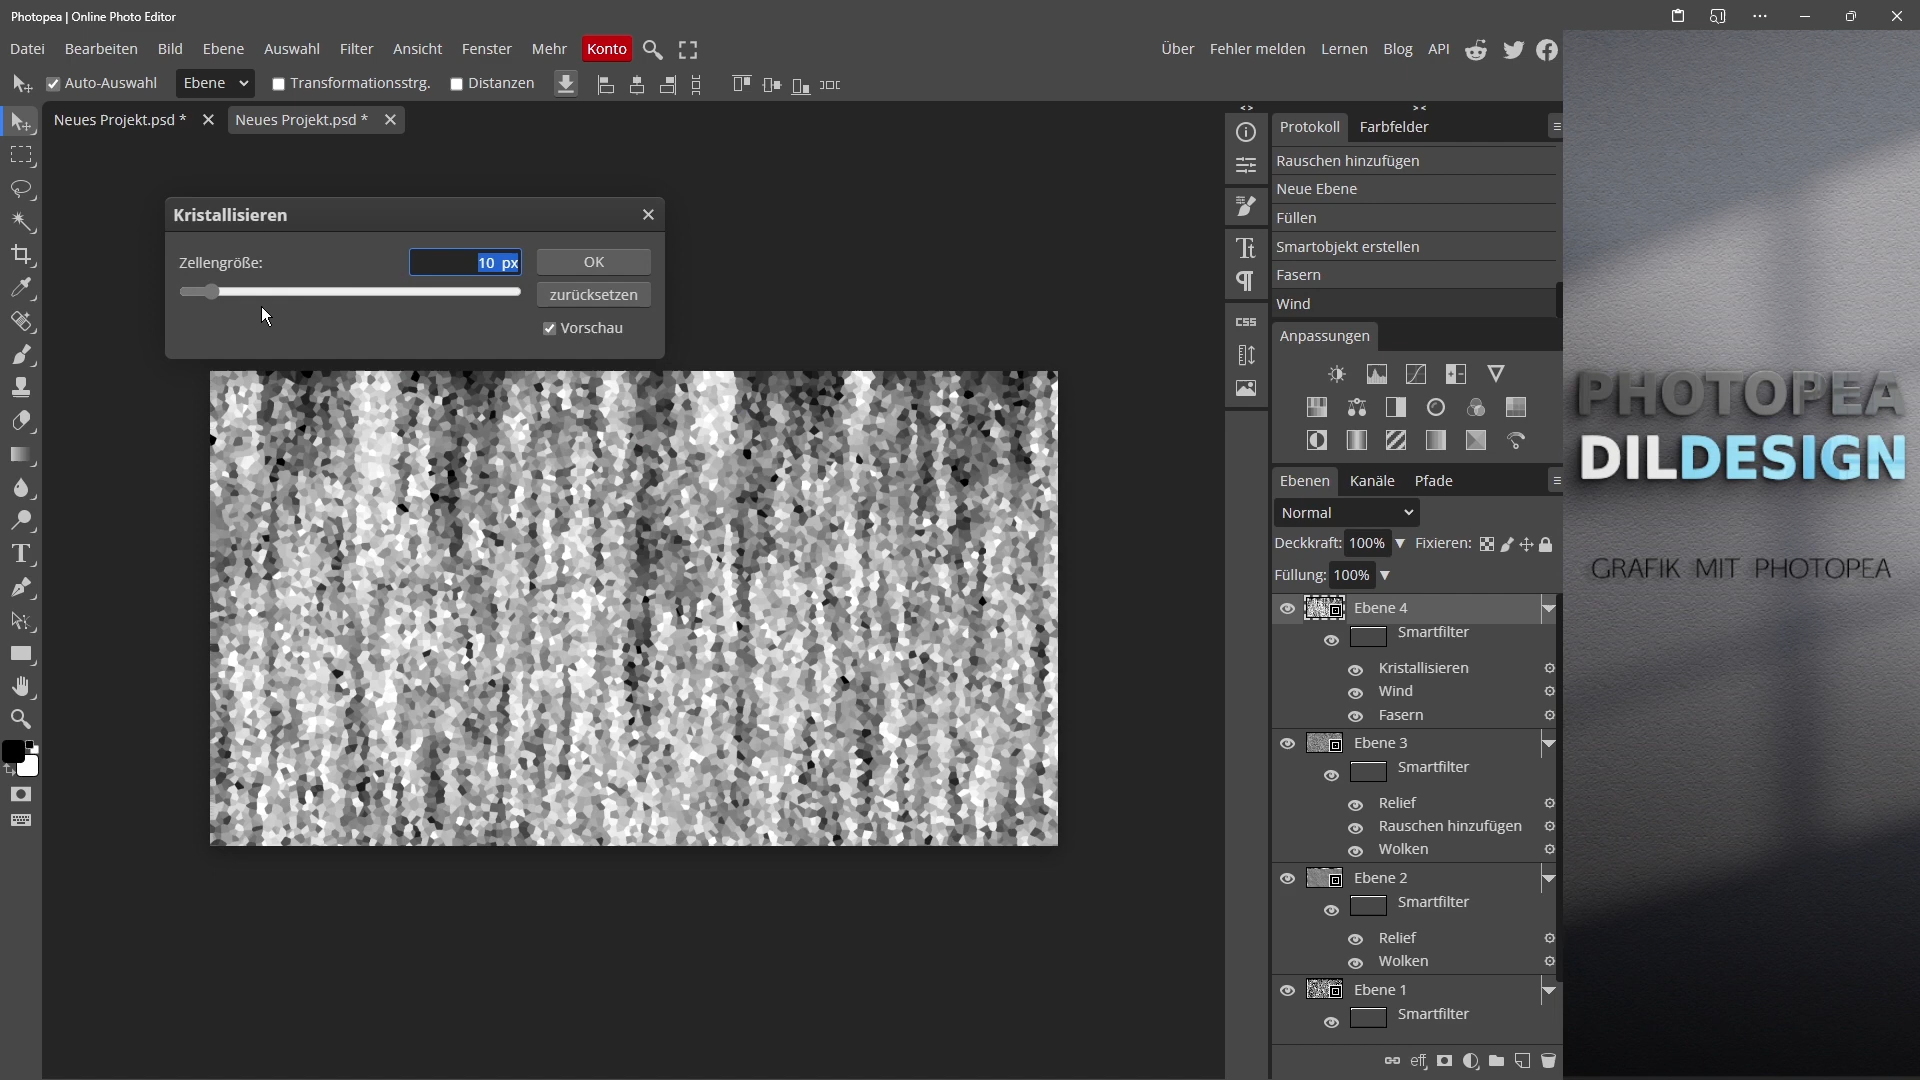 Photopea | Online Photo Editor
Datei Bearbeiten Bild Ebene Auswahl Filter Ansicht Fenster Mehr Konto Über Fehler melden Lernen Blog API
Auto-Auswahl Ebene Transformationsstrg. Distanzen
Neues Projekt.psd * Neues Projekt.psd *
Protokoll Farbfelder
Rauschen hinzufügen
Neue Ebene
Füllen
Smartobjekt erstellen
Fasern
Wind
Kristallisieren
Zellengröße: 10 px OK
zurücksetzen
Vorschau
CSS
Anpassungen
Ebenen Kanäle Pfade
Normal
Deckkraft: 100% Fixieren:
Füllung: 100%
Ebene 4
Smartfilter
Kristallisieren
Wind
Fasern
Ebene 3
Smartfilter
Relief
Rauschen hinzufügen
Wolken
Ebene 2
Smartfilter
Relief
Wolken
Ebene 1
Smartfilter
eff
PHOTOPEA
DILDESIGN
GRAFIK MIT PHOTOPEA